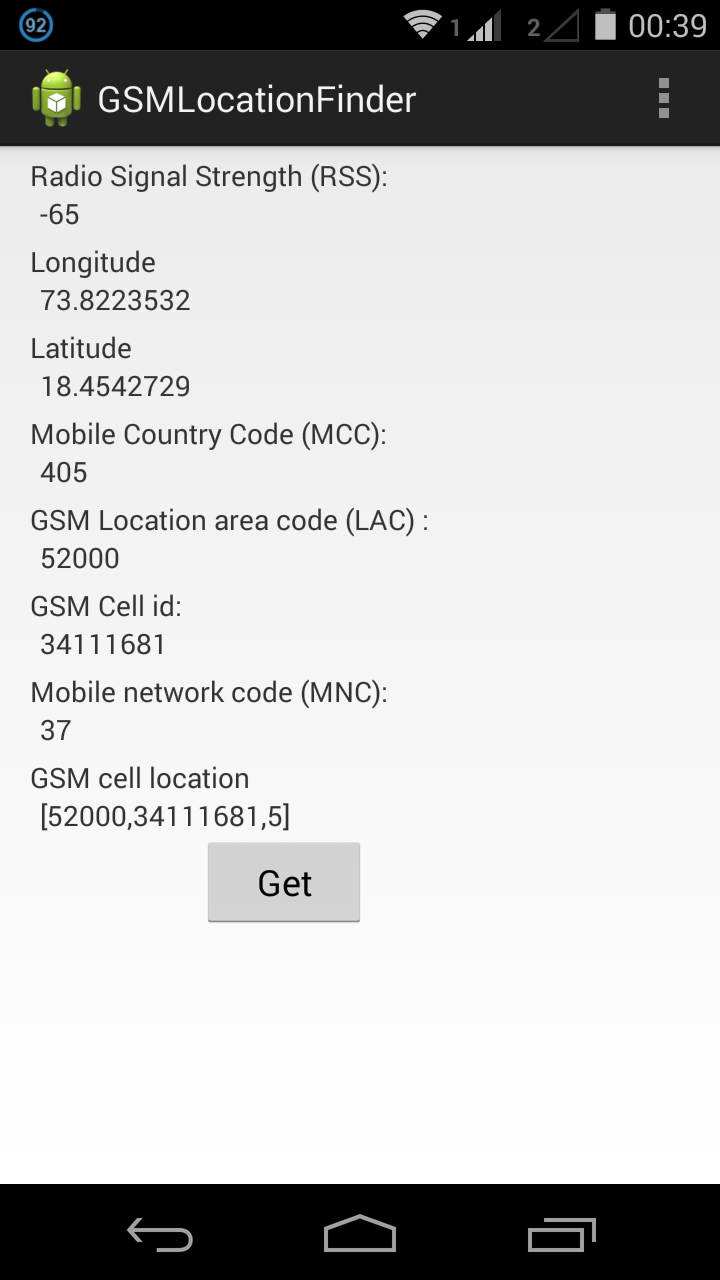 92
1 2 00:39
GSMLocationFinder
Radio Signal Strength (RSS):
-65
Longitude
73.8223532
Latitude
18.4542729
Mobile Country Code (MCC):
405
GSM Location area code (LAC) :
52000
GSM Cell id:
34111681
Mobile network code (MNC):
37
GSM cell location
[52000,34111681,5]
Get